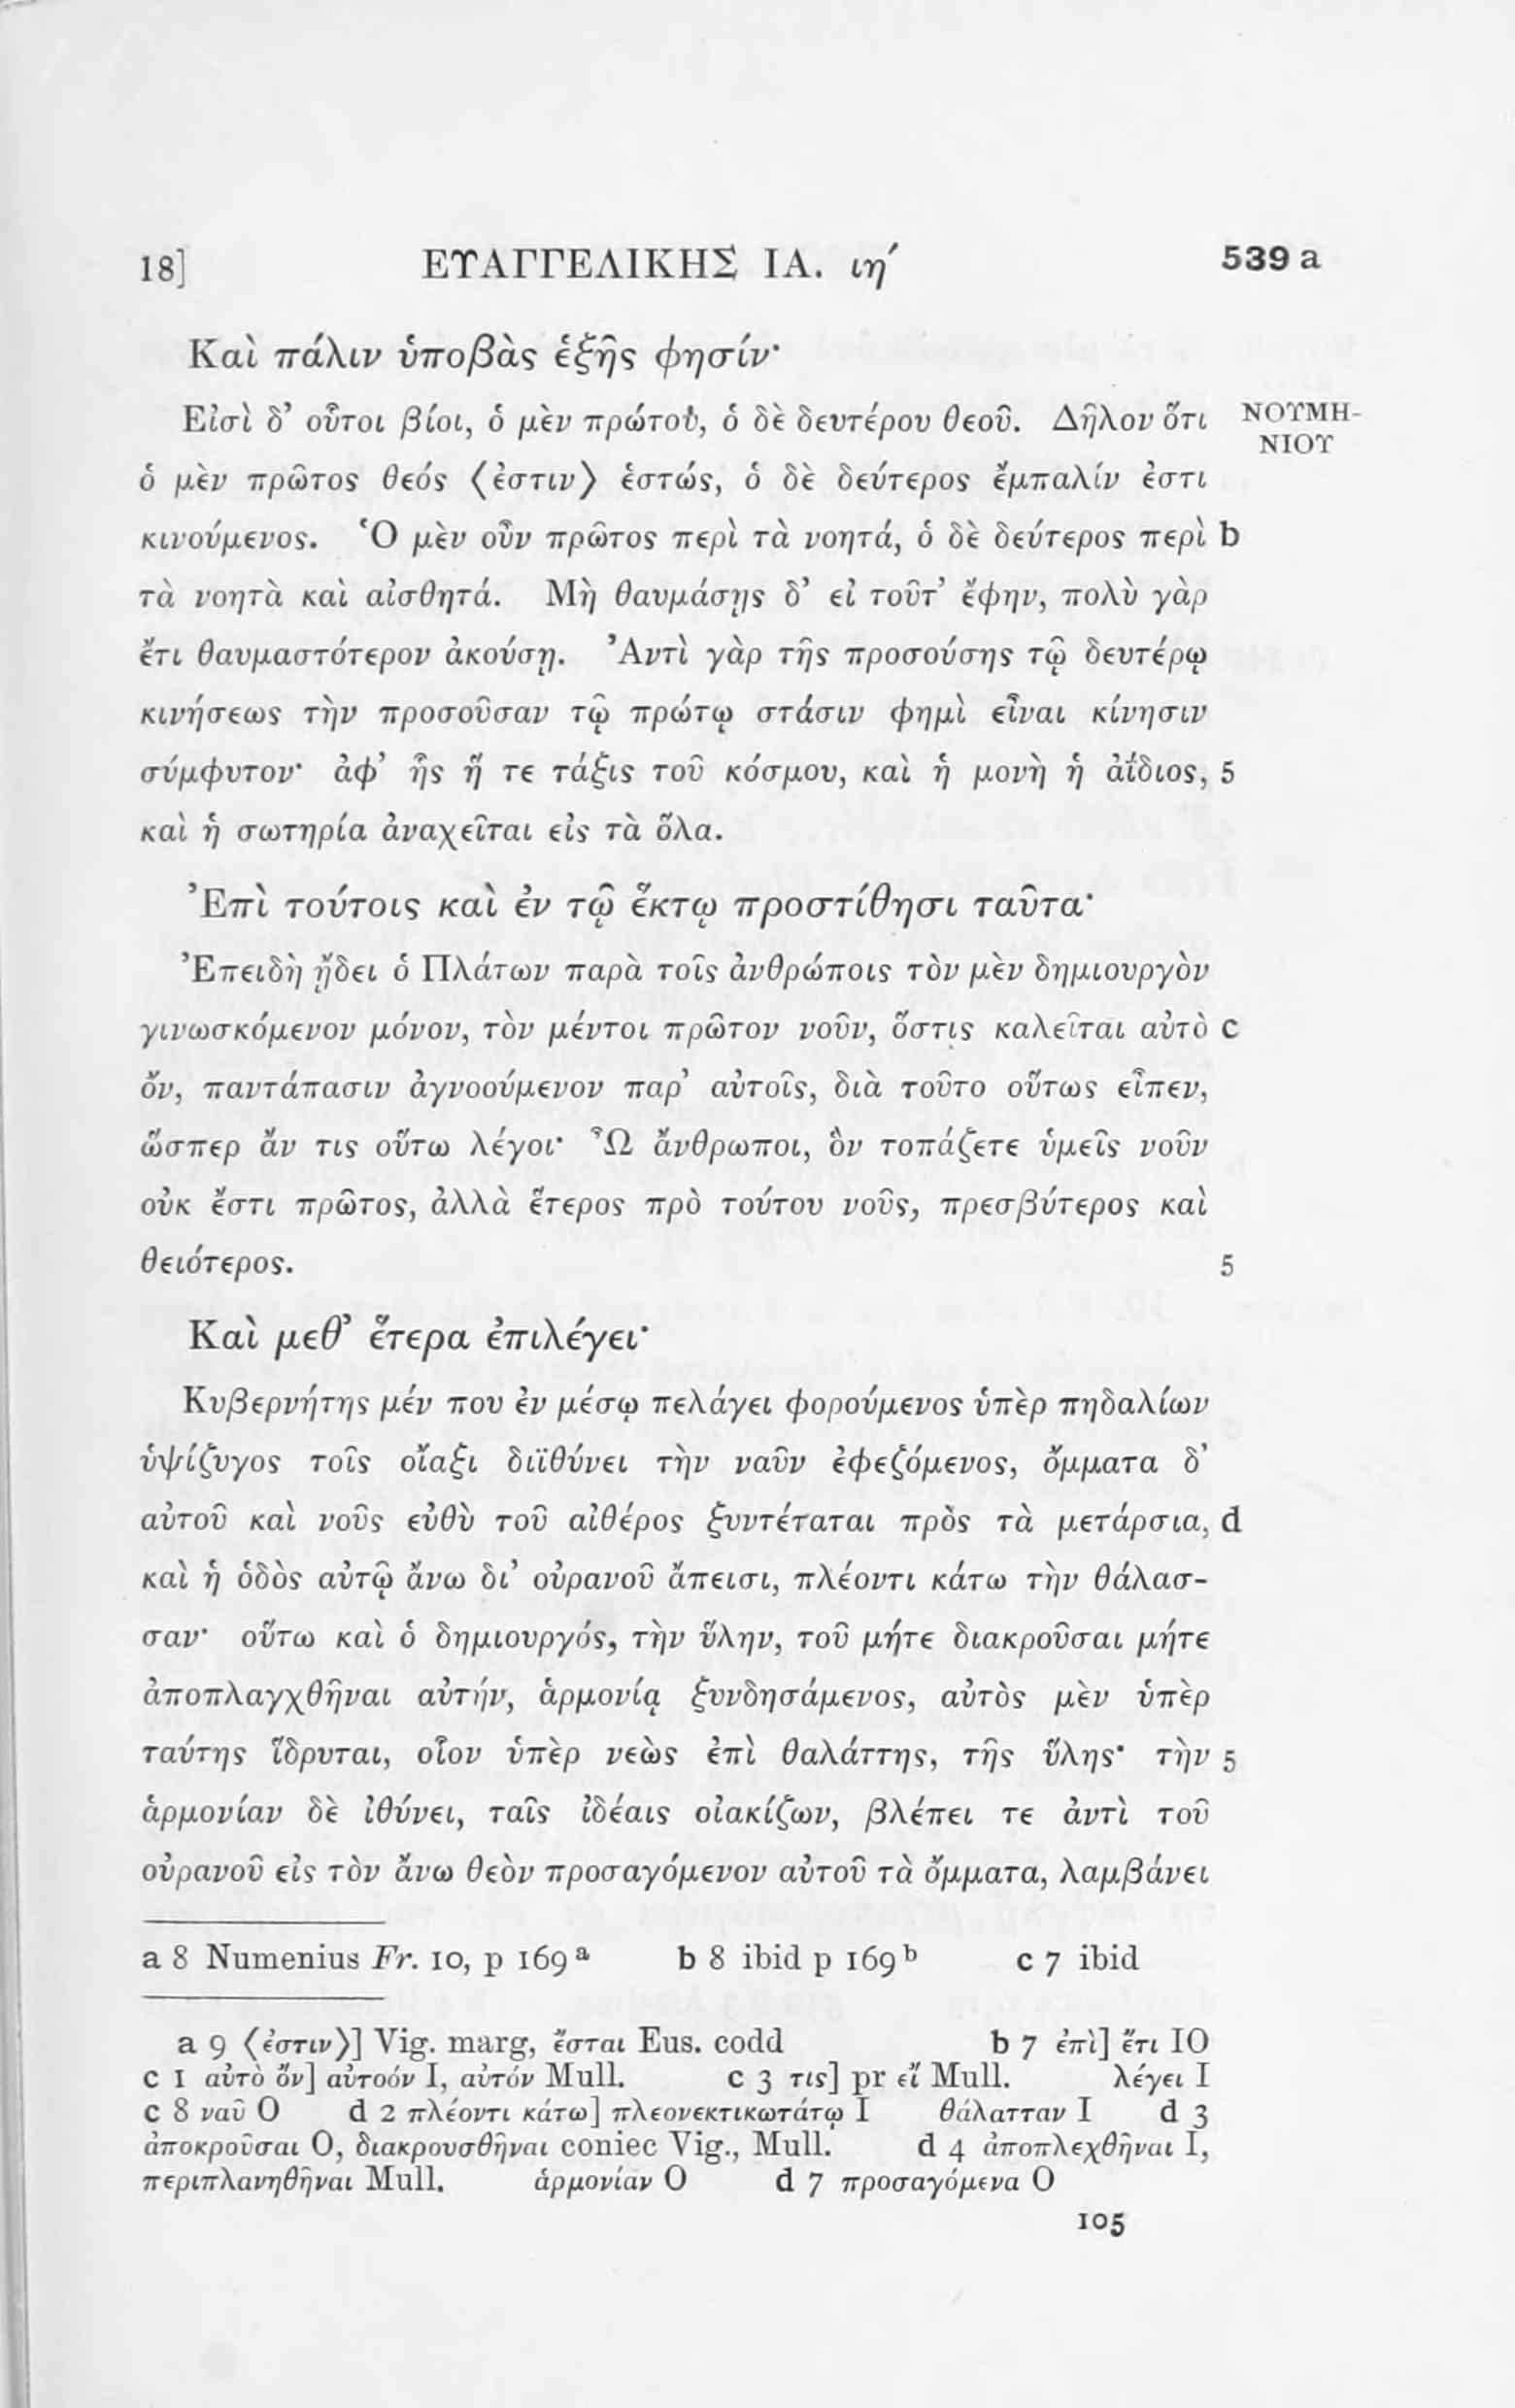 18] ΕΥΑΓΓΕΛΙΚΗΣ ΙΑ. ιη΄ 539 a
Καὶ πάλιν ὑποβὰς ἑξῆς φησίν·
Εἰσὶ δ’ οὗτοι βίοι, ὁ μὲν πρώτου, ὁ δὲ δευτέρου θεοῦ. Δῆλον ὅτι ΝΟΥΜΗ-
ΝΙΟΥ
ὁ μὲν πρῶτος θεός ⟨ἐστιν⟩ ἑστώς, ὁ δὲ δεύτερος ἔμπαλίν ἐστι
κινούμενος. Ὁ μὲν οὖν πρῶτος περὶ τὰ νοητά, ὁ δὲ δεύτερος περὶ b
τὰ νοητὰ καὶ αἰσθητά. Μὴ θαυμάσῃς δ’ εἰ τοῦτ’ ἔφην, πολὺ γὰρ
ἔτι θαυμαστότερον ἀκούσῃ. Ἀντὶ γὰρ τῆς προσούσης τῷ δευτέρῳ
κινήσεως τὴν προσοῦσαν τῷ πρώτῳ στάσιν φημὶ εἶναι κίνησιν
σύμφυτον· ἀφ’ ἧς ἥ τε τάξις τοῦ κόσμου, καὶ ἡ μονὴ ἡ ἀΐδιος, 5
καὶ ἡ σωτηρία ἀναχεῖται εἰς τὰ ὅλα.
Ἐπὶ τούτοις καὶ ἐν τῷ ἕκτῳ προστίθησι ταῦτα·
Ἐπειδὴ ᾔδει ὁ Πλάτων παρὰ τοῖς ἀνθρώποις τὸν μὲν δημιουργὸν
γινωσκόμενον μόνον, τὸν μέντοι πρῶτον νοῦν, ὅστις καλεῖται αὐτὸ c
ὄν, παντάπασιν ἀγνοούμενον παρ’ αὐτοῖς, διὰ τοῦτο οὕτως εἶπεν,
ὥσπερ ἄν τις οὕτω λέγοι· Ὦ ἄνθρωποι, ὃν τοπάζετε ὑμεῖς νοῦν
οὐκ ἔστι πρῶτος, ἀλλὰ ἕτερος πρὸ τούτου νοῦς, πρεσβύτερος καὶ
θειότερος. 5
Καὶ μεθ’ ἕτερα ἐπιλέγει·
Κυβερνήτης μέν που ἐν μέσῳ πελάγει φορούμενος ὑπὲρ πηδαλίων
ὑψίζυγος τοῖς οἴαξι διϊθύνει τὴν ναῦν ἐφεζόμενος, ὄμματα δ’
αὐτοῦ καὶ νοῦς εὐθὺ τοῦ αἰθέρος ξυντέταται πρὸς τὰ μετάρσια, d
καὶ ἡ ὁδὸς αὐτῷ ἄνω δι’ οὐρανοῦ ἄπεισι, πλέοντι κάτω τὴν θάλασ-
σαν· οὕτω καὶ ὁ δημιουργός, τὴν ὕλην, τοῦ μήτε διακροῦσαι μήτε
ἀποπλαγχθῆναι αὐτήν, ἁρμονίᾳ ξυνδησάμενος, αὐτὸς μὲν ὑπὲρ
ταύτης ἵδρυται, οἷον ὑπὲρ νεὼς ἐπὶ θαλάττης, τῆς ὕλης· τὴν 5
ἁρμονίαν δὲ ἰθύνει, ταῖς ἰδέαις οἰακίζων, βλέπει τε ἀντὶ τοῦ
οὐρανοῦ εἰς τὸν ἄνω θεὸν προσαγόμενον αὐτοῦ τὰ ὄμματα, λαμβάνει
a 8 Numenius Fr. 10, p 169 a b 8 ibid p 169 b c 7 ibid
a 9 ⟨ἐστιν⟩] Vig. marg, ἔσται Eus. codd b 7 ἐπὶ] ἔτι IO
c 1 αὐτὸ ὄν] αὐτοόν I, αὐτόν Mull. c 3 τις] pr εἴ Mull. λέγει I
c 8 ναῦ O d 2 πλέοντι κάτω] πλεονεκτικωτάτῳ I θάλατταν I d 3
ἀποκροῦσαι O, διακρουσθῆναι coniec Vig., Mull. d 4 ἀποπλεχθῆναι I,
περιπλανηθῆναι Mull. ἁρμονίαν O d 7 προσαγόμενα O
105